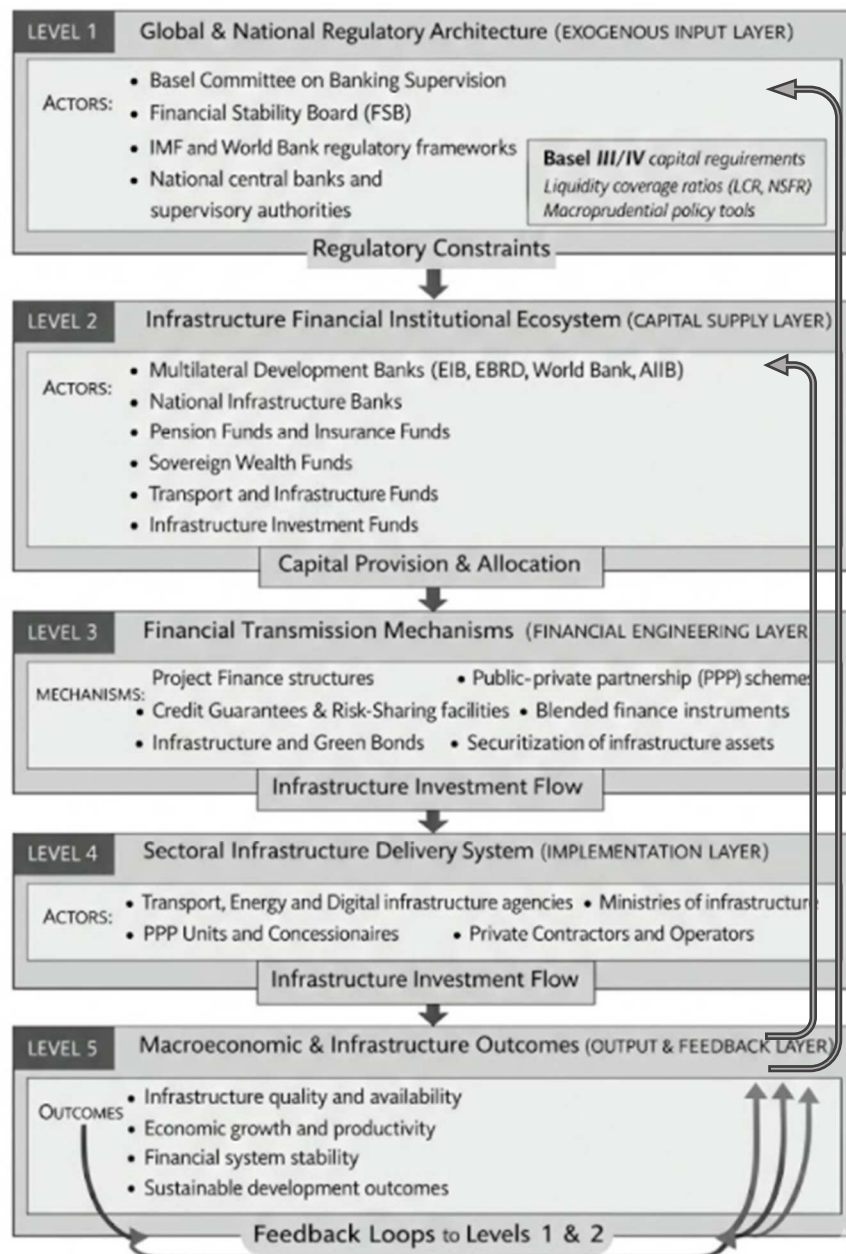 LEVEL 1 Global & National Regulatory Architecture (EXOGENOUS INPUT LAYER)
ACTORS:
• Basel Committee on Banking Supervision
• Financial Stability Board (FSB)
• IMF and World Bank regulatory frameworks
• National central banks and
supervisory authorities
Basel III/IV capital requirements
Liquidity coverage ratios (LCR, NSFR)
Macroprudential policy tools
Regulatory Constraints
LEVEL 2 Infrastructure Financial Institutional Ecosystem (CAPITAL SUPPLY LAYER)
ACTORS:
• Multilateral Development Banks (EIB, EBRD, World Bank, AIIB)
• National Infrastructure Banks
• Pension Funds and Insurance Funds
• Sovereign Wealth Funds
• Transport and Infrastructure Funds
• Infrastructure Investment Funds
Capital Provision & Allocation
LEVEL 3 Financial Transmission Mechanisms (FINANCIAL ENGINEERING LAYER
MECHANISMS:
Project Finance structures • Public-private partnership (PPP) schemes
• Credit Guarantees & Risk-Sharing facilities • Blended finance instruments
• Infrastructure and Green Bonds • Securitization of infrastructure assets
Infrastructure Investment Flow
LEVEL 4 Sectoral Infrastructure Delivery System (IMPLEMENTATION LAYER)
ACTORS:
• Transport, Energy and Digital infrastructure agencies • Ministries of infrastructure
• PPP Units and Concessionaires • Private Contractors and Operators
Infrastructure Investment Flow
LEVEL 5 Macroeconomic & Infrastructure Outcomes (OUTPUT & FEEDBACK LAYER)
OUTCOMES
• Infrastructure quality and availability
• Economic growth and productivity
• Financial system stability
• Sustainable development outcomes
Feedback Loops to Levels 1 & 2